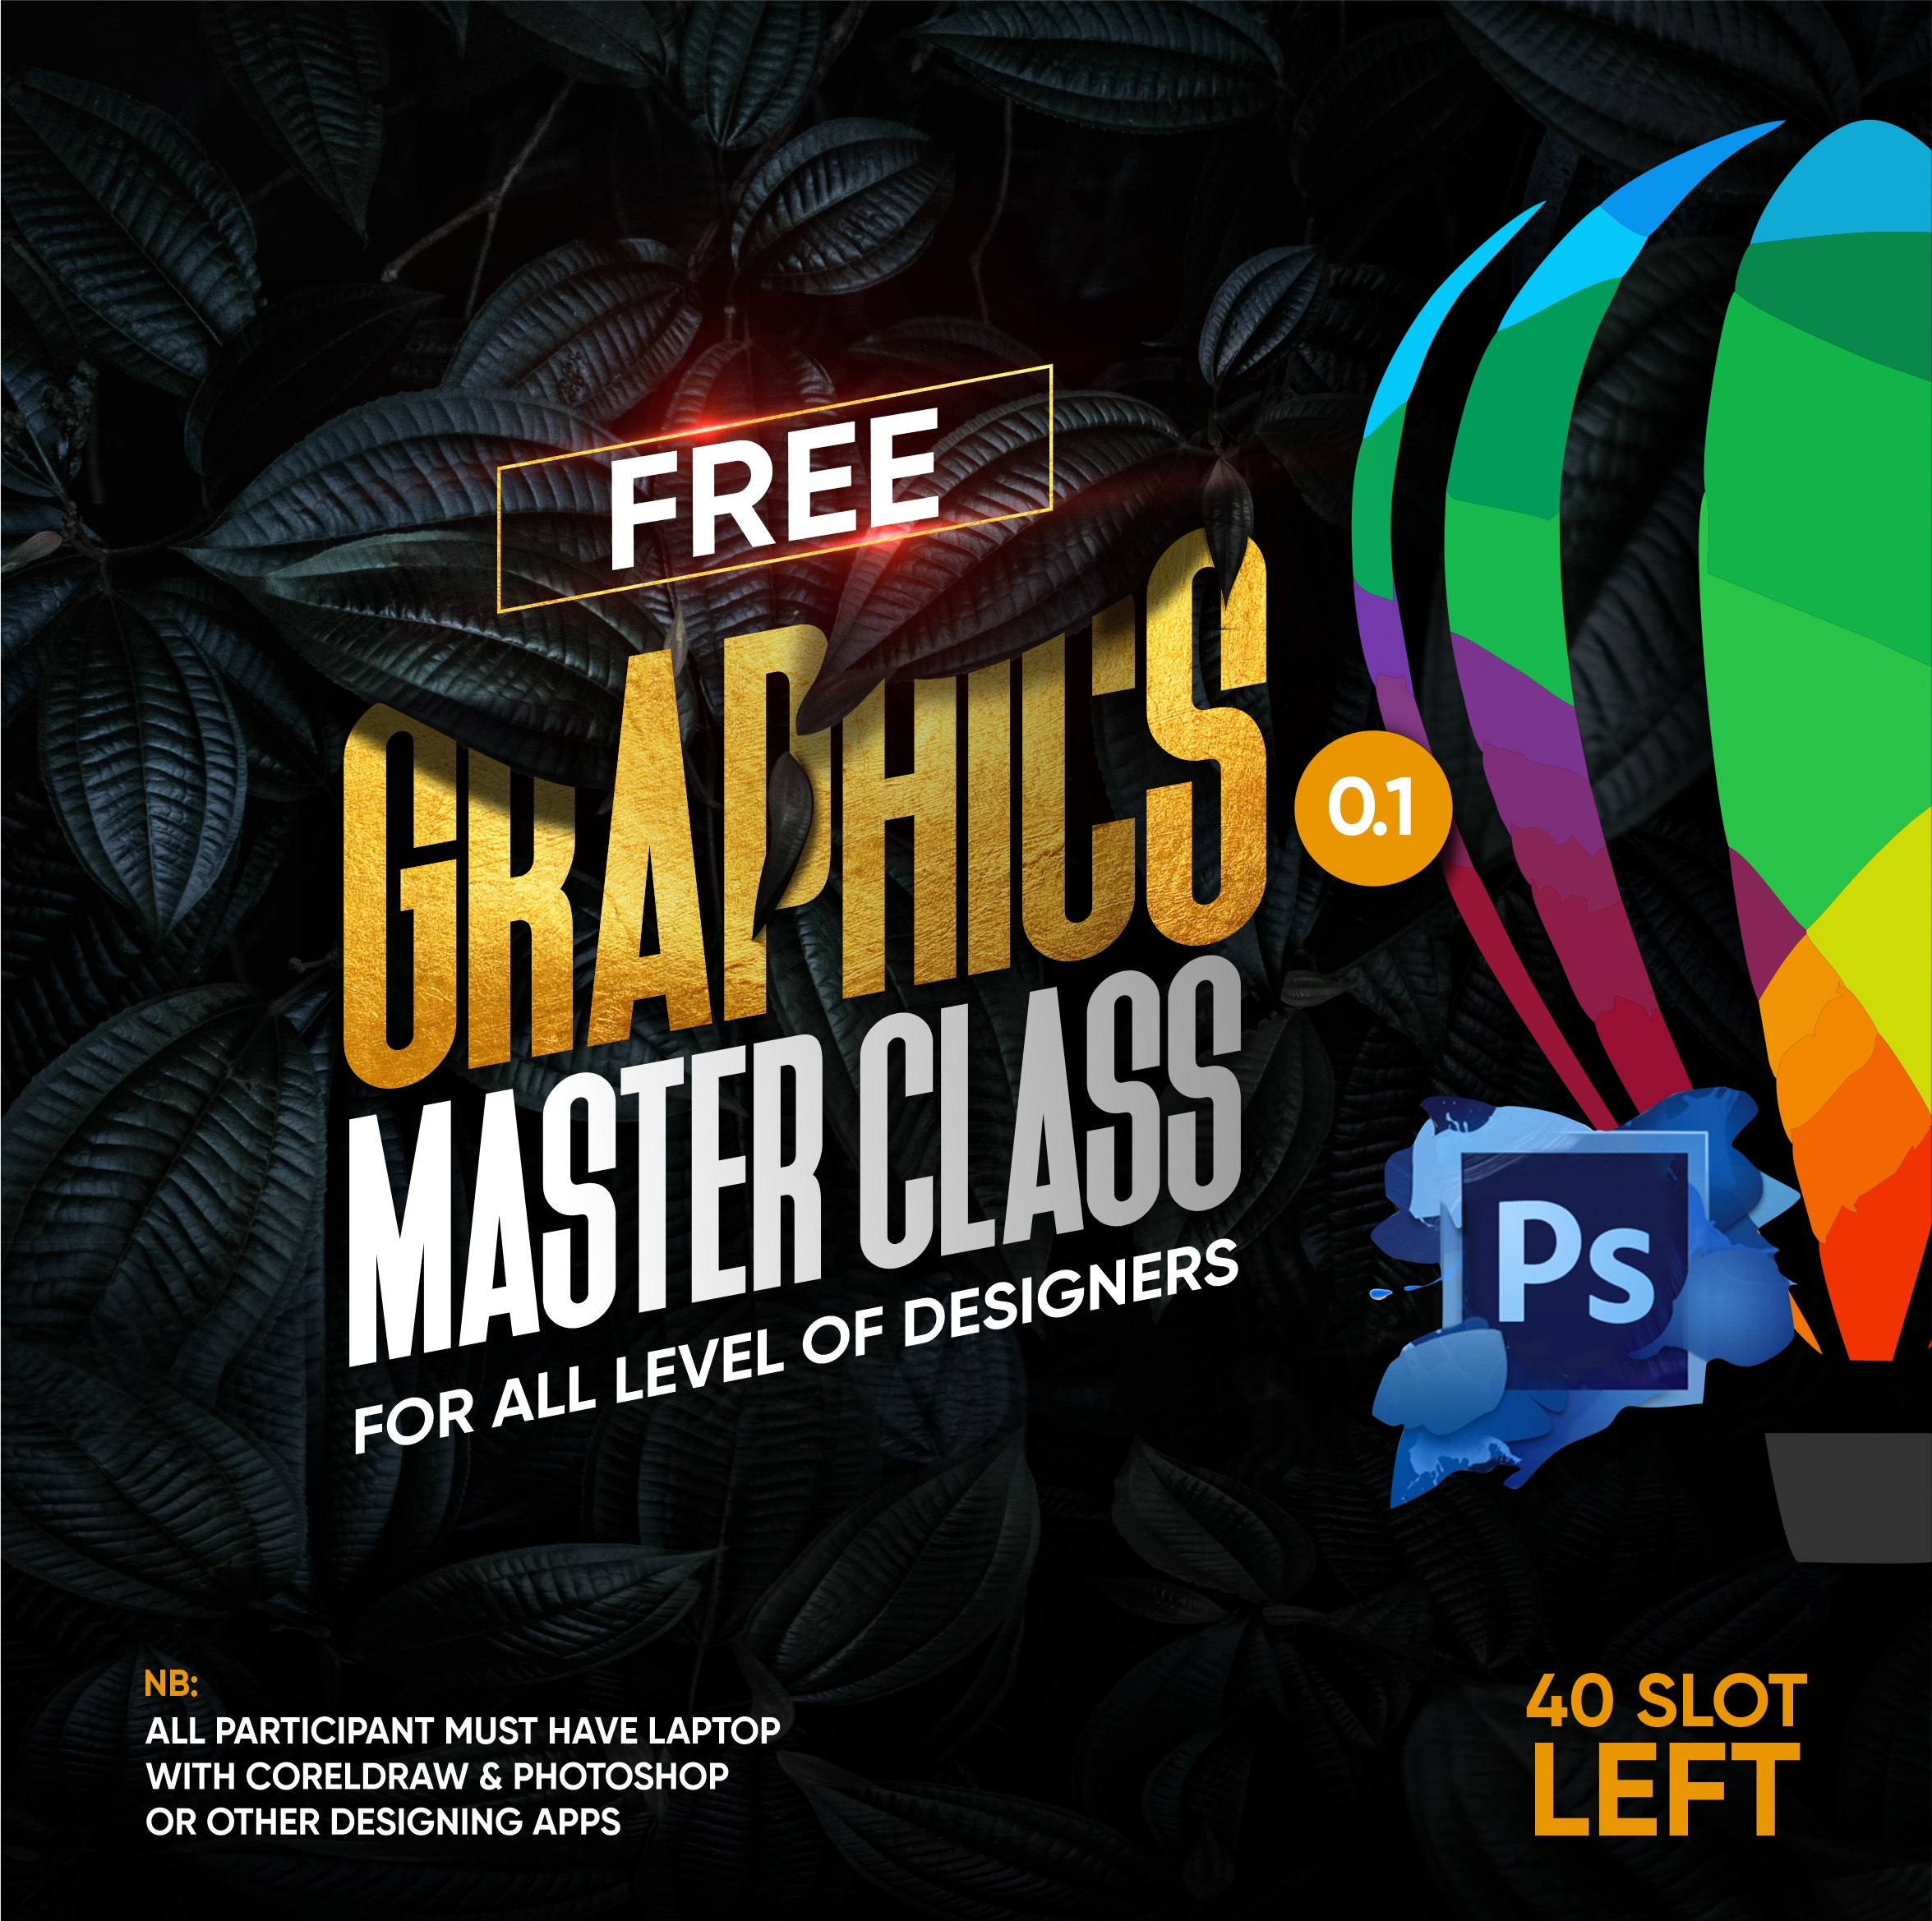 FREE
GRAPHICS
0.1
MASTER CLASS
FOR ALL LEVEL OF DESIGNERS
Ps
NB:
ALL PARTICIPANT MUST HAVE LAPTOP
WITH CORELDRAW & PHOTOSHOP
OR OTHER DESIGNING APPS
40 SLOT
LEFT